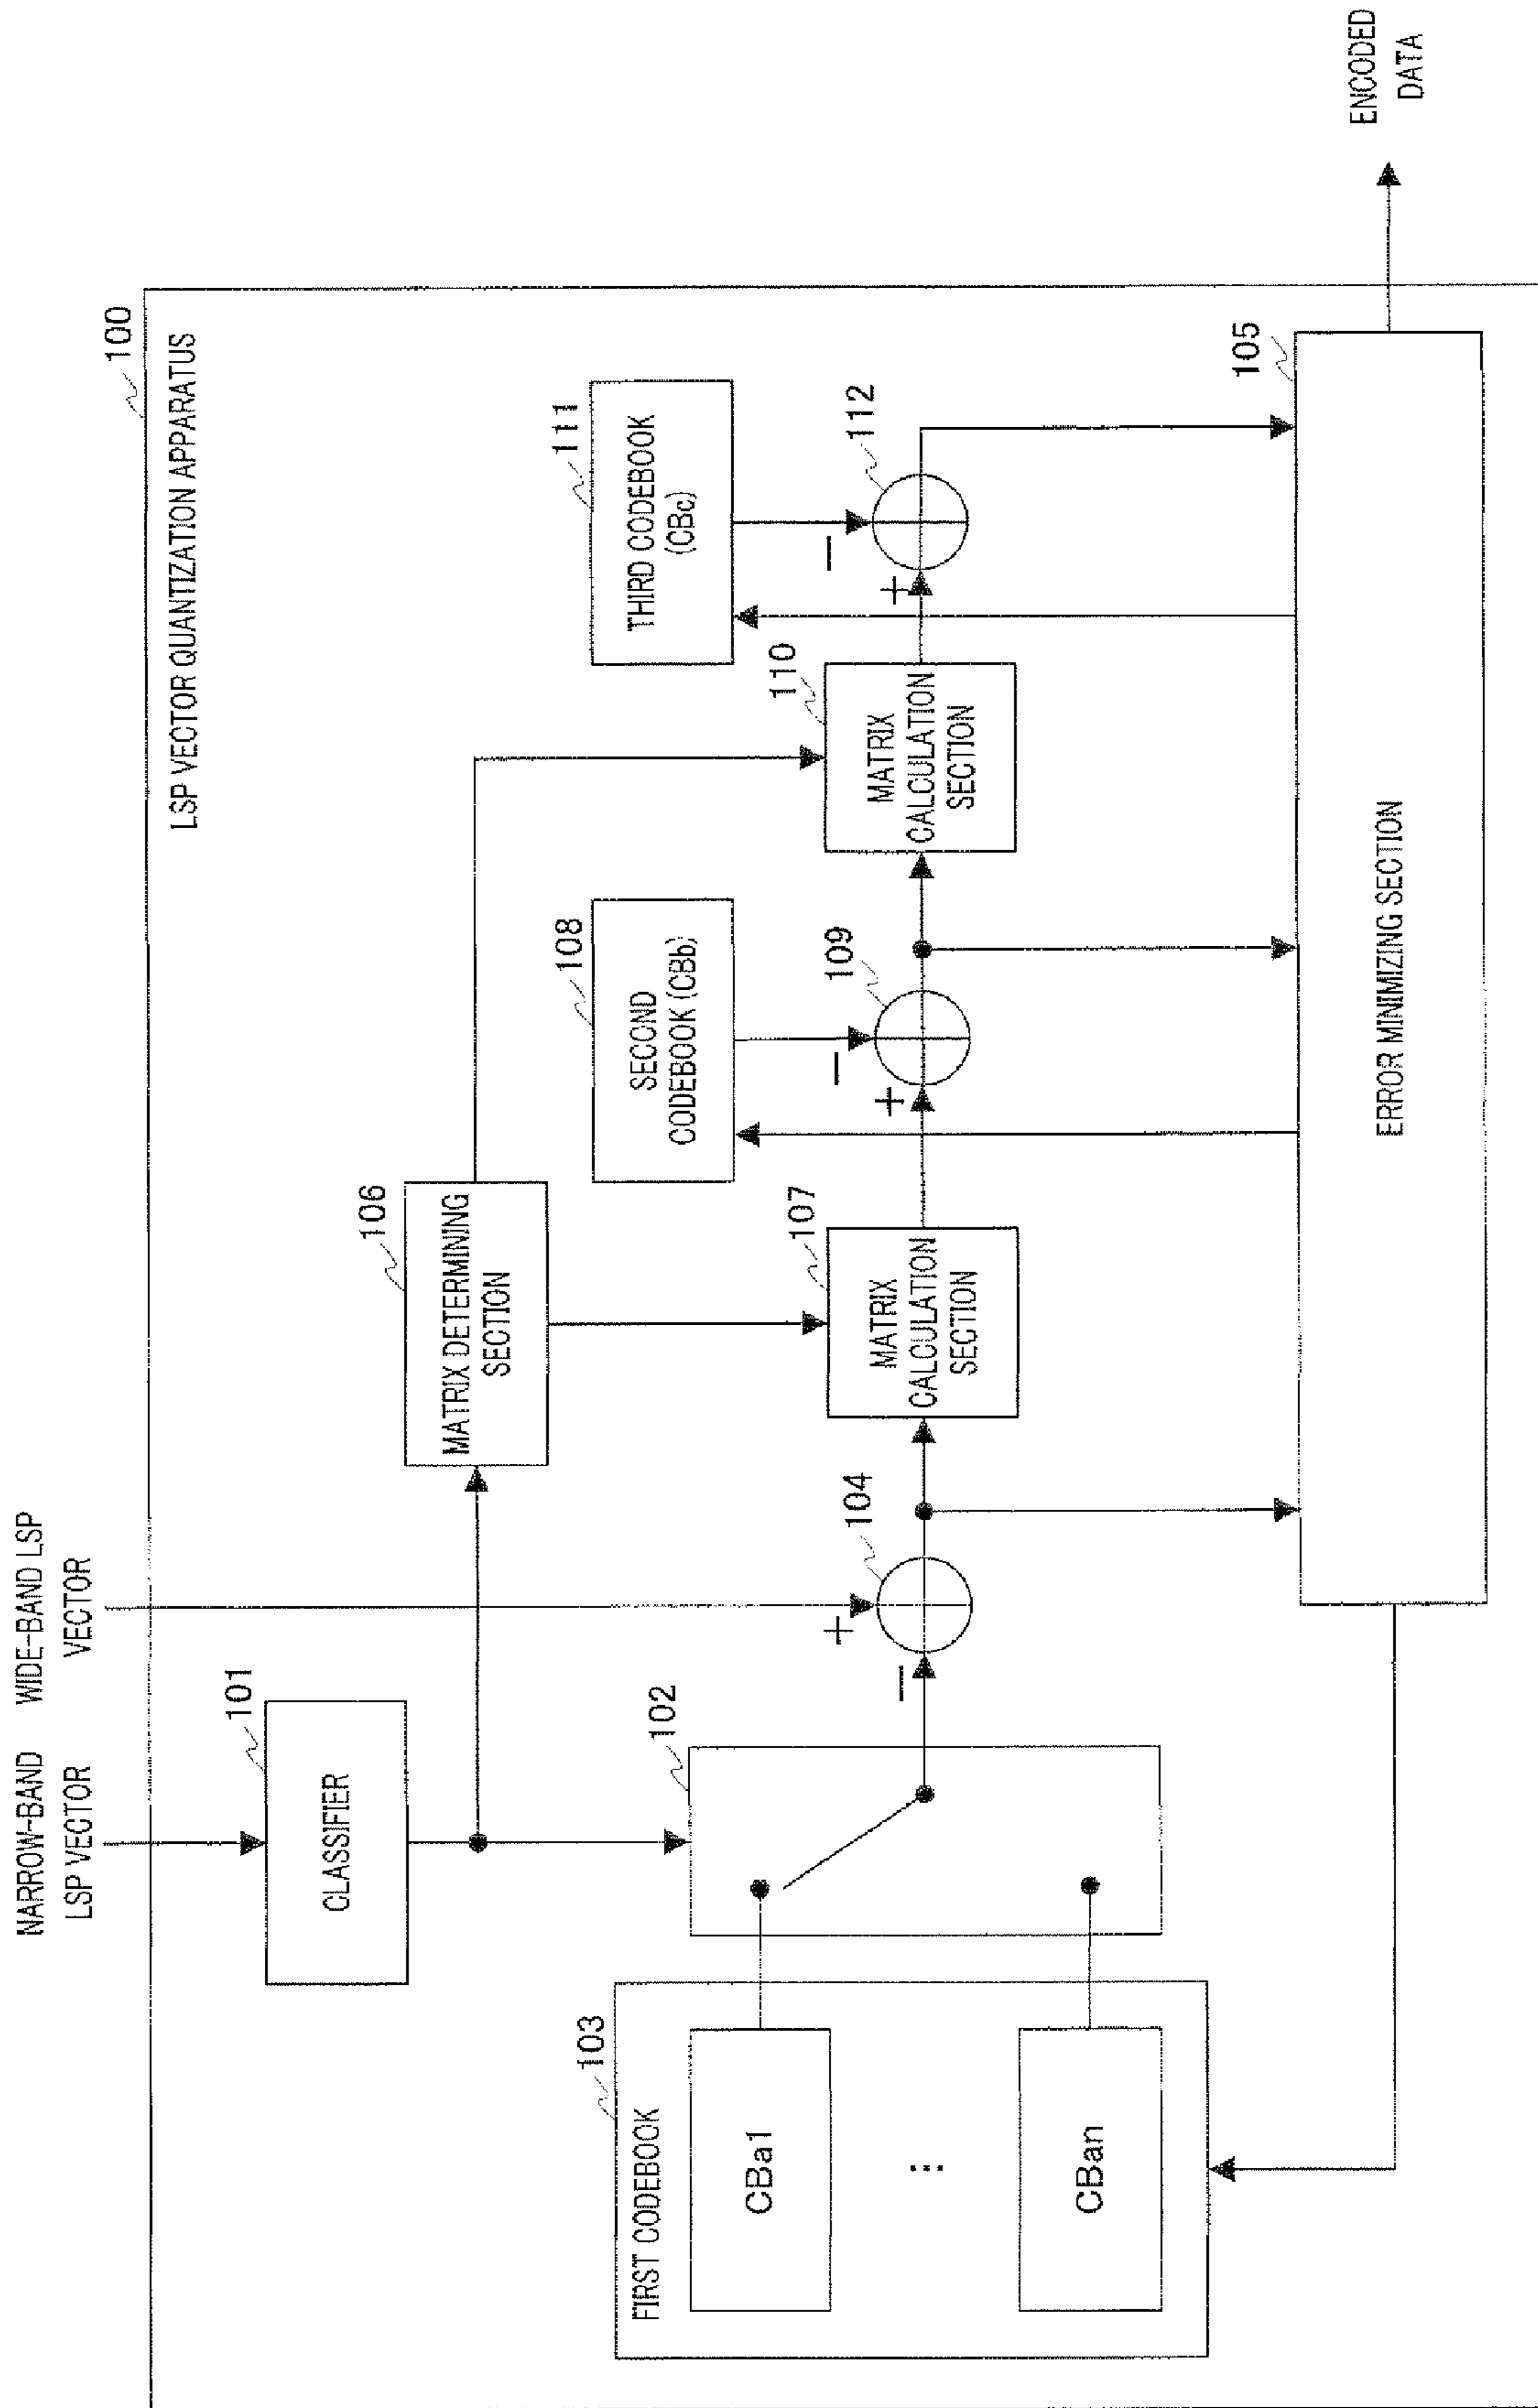 NARROW-BAND
LSP VECTOR
WIDE-BAND LSP
VECTOR
100
LSP VECTOR QUANTIZATION APPARATUS
101
CLASSIFIER
106
MATRIX DETERMINING
SECTION
103
FIRST CODEBOOK
CBa1
...
CBan
102
−
+
104
107
MATRIX
CALCULATION
SECTION
108
SECOND
CODEBOOK (CBb)
−
+
109
110
MATRIX
CALCULATION
SECTION
111
THIRD CODEBOOK
(CBc)
−
+
112
105
ERROR MINIMIZING SECTION
ENCODED
DATA